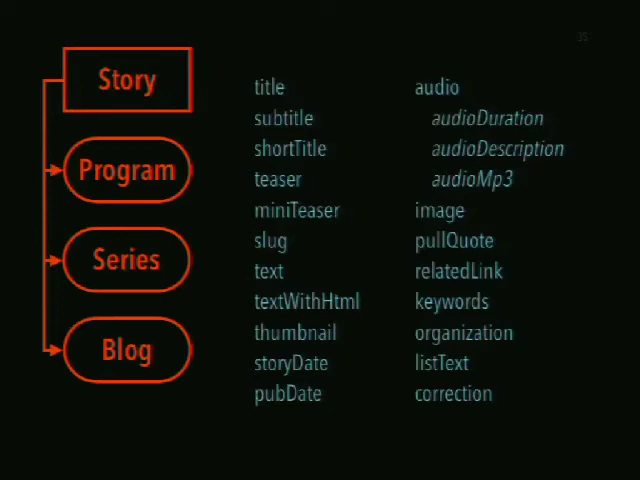 35
Story
Program
Series
Blog
title
subtitle
shortTitle
teaser
miniTeaser
slug
text
textWithHtml
thumbnail
storyDate
pubDate
audio
audioDuration
audioDescription
audioMp3
image
pullQuote
relatedLink
keywords
organization
listText
correction